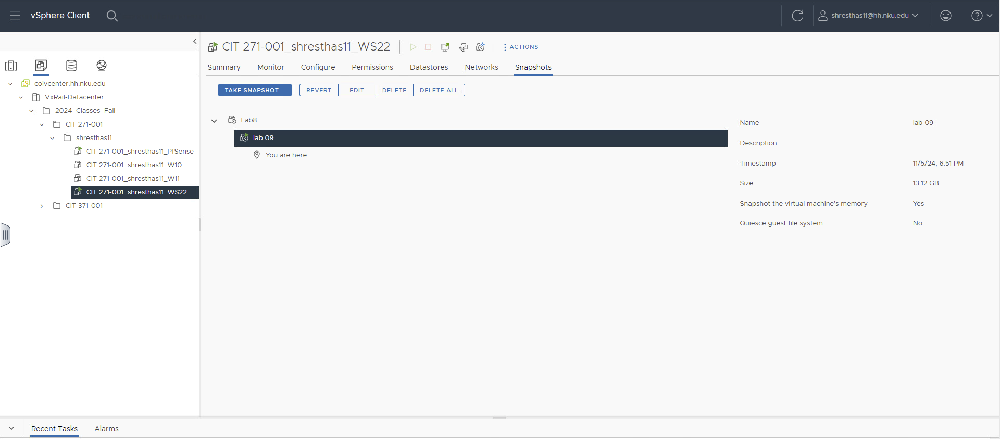 vSphere Client
shresthas11@hh.nku.edu
CIT 271-001_shresthas11_WS22
ACTIONS
Summary Monitor Configure Permissions Datastores Networks Snapshots
coivcenter.hh.nku.edu
VxRail-Datacenter
2024_Classes_Fall
CIT 271-001
shresthas11
CIT 271-001_shresthas11_PfSense
CIT 271-001_shresthas11_W10
CIT 271-001_shresthas11_W11
CIT 271-001_shresthas11_WS22
CIT 371-001
TAKE SNAPSHOT... REVERT EDIT DELETE DELETE ALL
Lab8
lab 09
You are here
Name lab 09
Description
Timestamp 11/5/24, 6:51 PM
Size 13.12 GB
Snapshot the virtual machine's memory Yes
Quiesce guest file system No
Recent Tasks Alarms